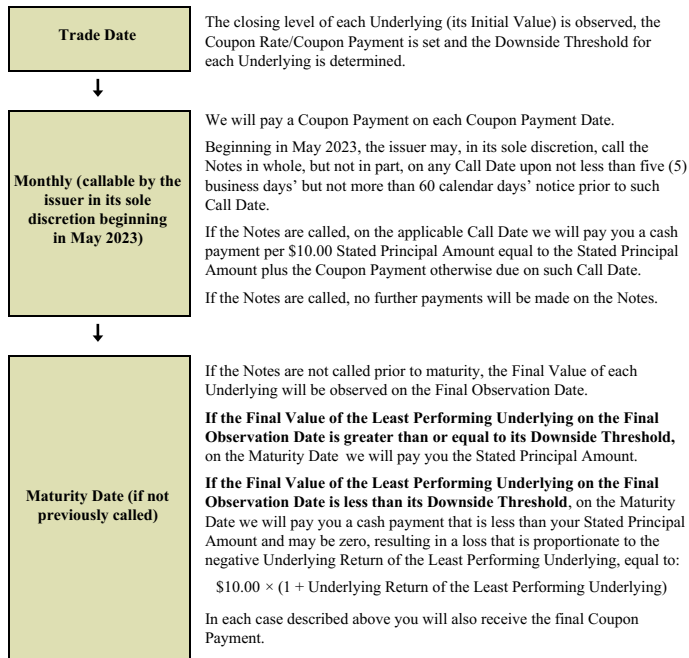 Trade Date
The closing level of each Underlying (its Initial Value) is observed, the
Coupon Rate/Coupon Payment is set and the Downside Threshold for
each Underlying is determined.
Monthly (callable by the
issuer in its sole
discretion beginning
in May 2023)
We will pay a Coupon Payment on each Coupon Payment Date.
Beginning in May 2023, the issuer may, in its sole discretion, call the
Notes in whole, but not in part, on any Call Date upon not less than five (5)
business days’ but not more than 60 calendar days’ notice prior to such
Call Date.
If the Notes are called, on the applicable Call Date we will pay you a cash
payment per $10.00 Stated Principal Amount equal to the Stated Principal
Amount plus the Coupon Payment otherwise due on such Call Date.
If the Notes are called, no further payments will be made on the Notes.
Maturity Date (if not
previously called)
If the Notes are not called prior to maturity, the Final Value of each
Underlying will be observed on the Final Observation Date.
If the Final Value of the Least Performing Underlying on the Final
Observation Date is greater than or equal to its Downside Threshold,
on the Maturity Date we will pay you the Stated Principal Amount.
If the Final Value of the Least Performing Underlying on the Final
Observation Date is less than its Downside Threshold, on the Maturity
Date we will pay you a cash payment that is less than your Stated Principal
Amount and may be zero, resulting in a loss that is proportionate to the
negative Underlying Return of the Least Performing Underlying, equal to:
$10.00 × (1 + Underlying Return of the Least Performing Underlying)
In each case described above you will also receive the final Coupon
Payment.